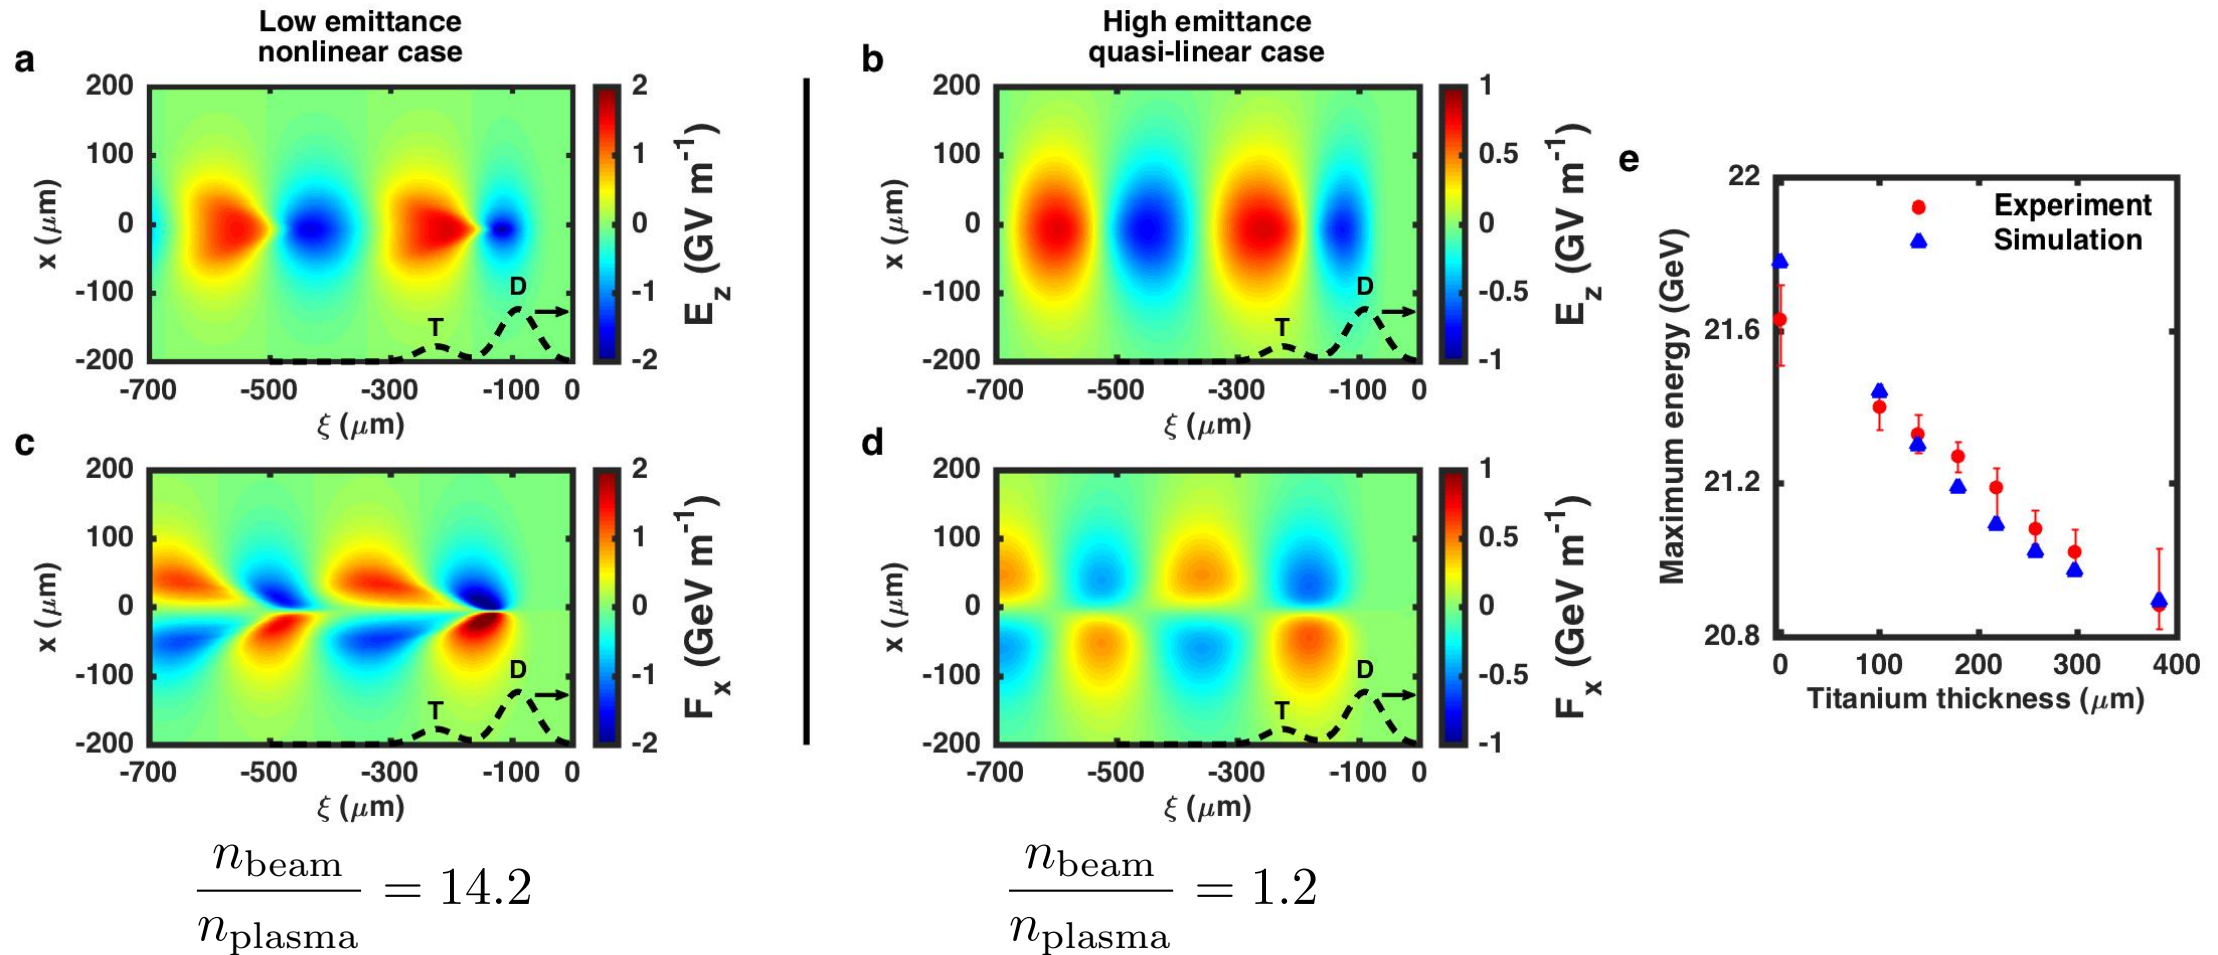 Low emittance
nonlinear case
High emittance
quasi-linear case
a
200
100
0
-100
-200
x (μm)
-700
-500
-300
-100
0
ξ (μm)
T
D
2
1
0
-1
-2
E_z (GV m^-1)
b
200
100
0
-100
-200
x (μm)
-700
-500
-300
-100
0
ξ (μm)
T
D
1
0.5
0
-0.5
-1
E_z (GV m^-1)
c
200
100
0
-100
-200
x (μm)
-700
-500
-300
-100
0
ξ (μm)
T
D
2
1
0
-1
-2
F_x (GeV m^-1)
d
200
100
0
-100
-200
x (μm)
-700
-500
-300
-100
0
ξ (μm)
T
D
1
0.5
0
-0.5
-1
F_x (GeV m^-1)
e
22
21.6
21.2
20.8
Maximum energy (GeV)
Experiment
Simulation
0
100
200
300
400
Titanium thickness (μm)
n_beam / n_plasma = 14.2
n_beam / n_plasma = 1.2